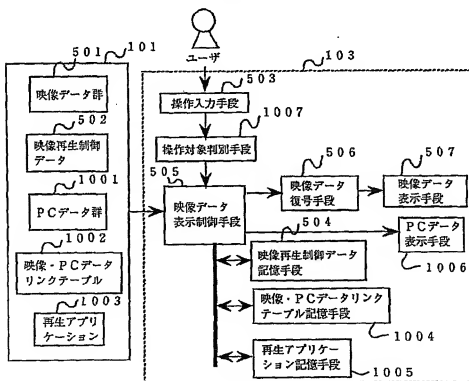 501
101
映像データ群
502
映像再生制御
データ
1001
PCデータ群
1002
映像・PCデータ
リンクテーブル
1003
再生アプリ
ケーション
ユーザ
103
503
操作入力手段
1007
操作対象判別手段
505
映像データ
表示制御手段
506
映像データ
復号手段
507
映像データ
表示手段
504
映像再生制御データ
記憶手段
PCデータ
表示手段
1006
映像・PCデータリンク
テーブル記憶手段
1004
再生アプリケー
ション記憶手段
1005